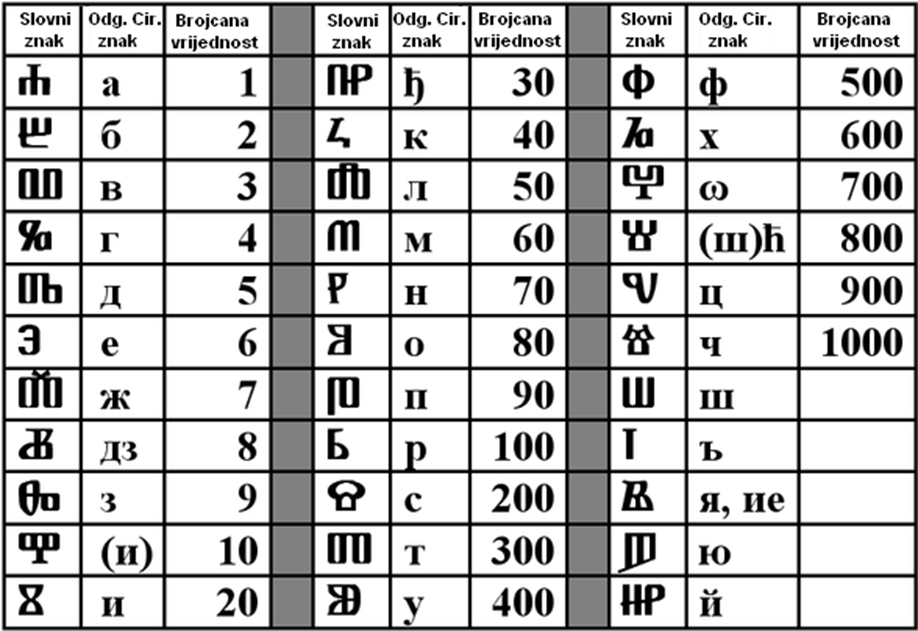 Slovni znak Odg. Cir. znak Brojcana vrijednost Slovni znak Odg. Cir. znak Brojcana vrijednost Slovni znak Odg. Cir. znak Brojcana vrijednost
Ⰰ а 1 Ⰼ ђ 30 Ⱇ ф 500
Ⰱ б 2 Ⰽ к 40 Ⱈ х 600
Ⰲ в 3 Ⰾ л 50 Ⱉ ω 700
Ⰳ г 4 Ⱞ м 60 Ⱋ (ш)ћ 800
Ⰴ д 5 Ⱀ н 70 Ⱌ ц 900
Ⰵ е 6 Ⱁ о 80 Ⱍ ч 1000
Ⰶ ж 7 Ⱂ п 90 Ⱎ ш
Ⰷ дз 8 Ⱃ р 100 Ⱜ ъ
Ⰸ з 9 Ⱄ с 200 Ⱑ я, ие
Ⰹ (и) 10 Ⱅ т 300 Ⱓ ю
Ⰻ и 20 Ⱆ у 400 Ⰼ й